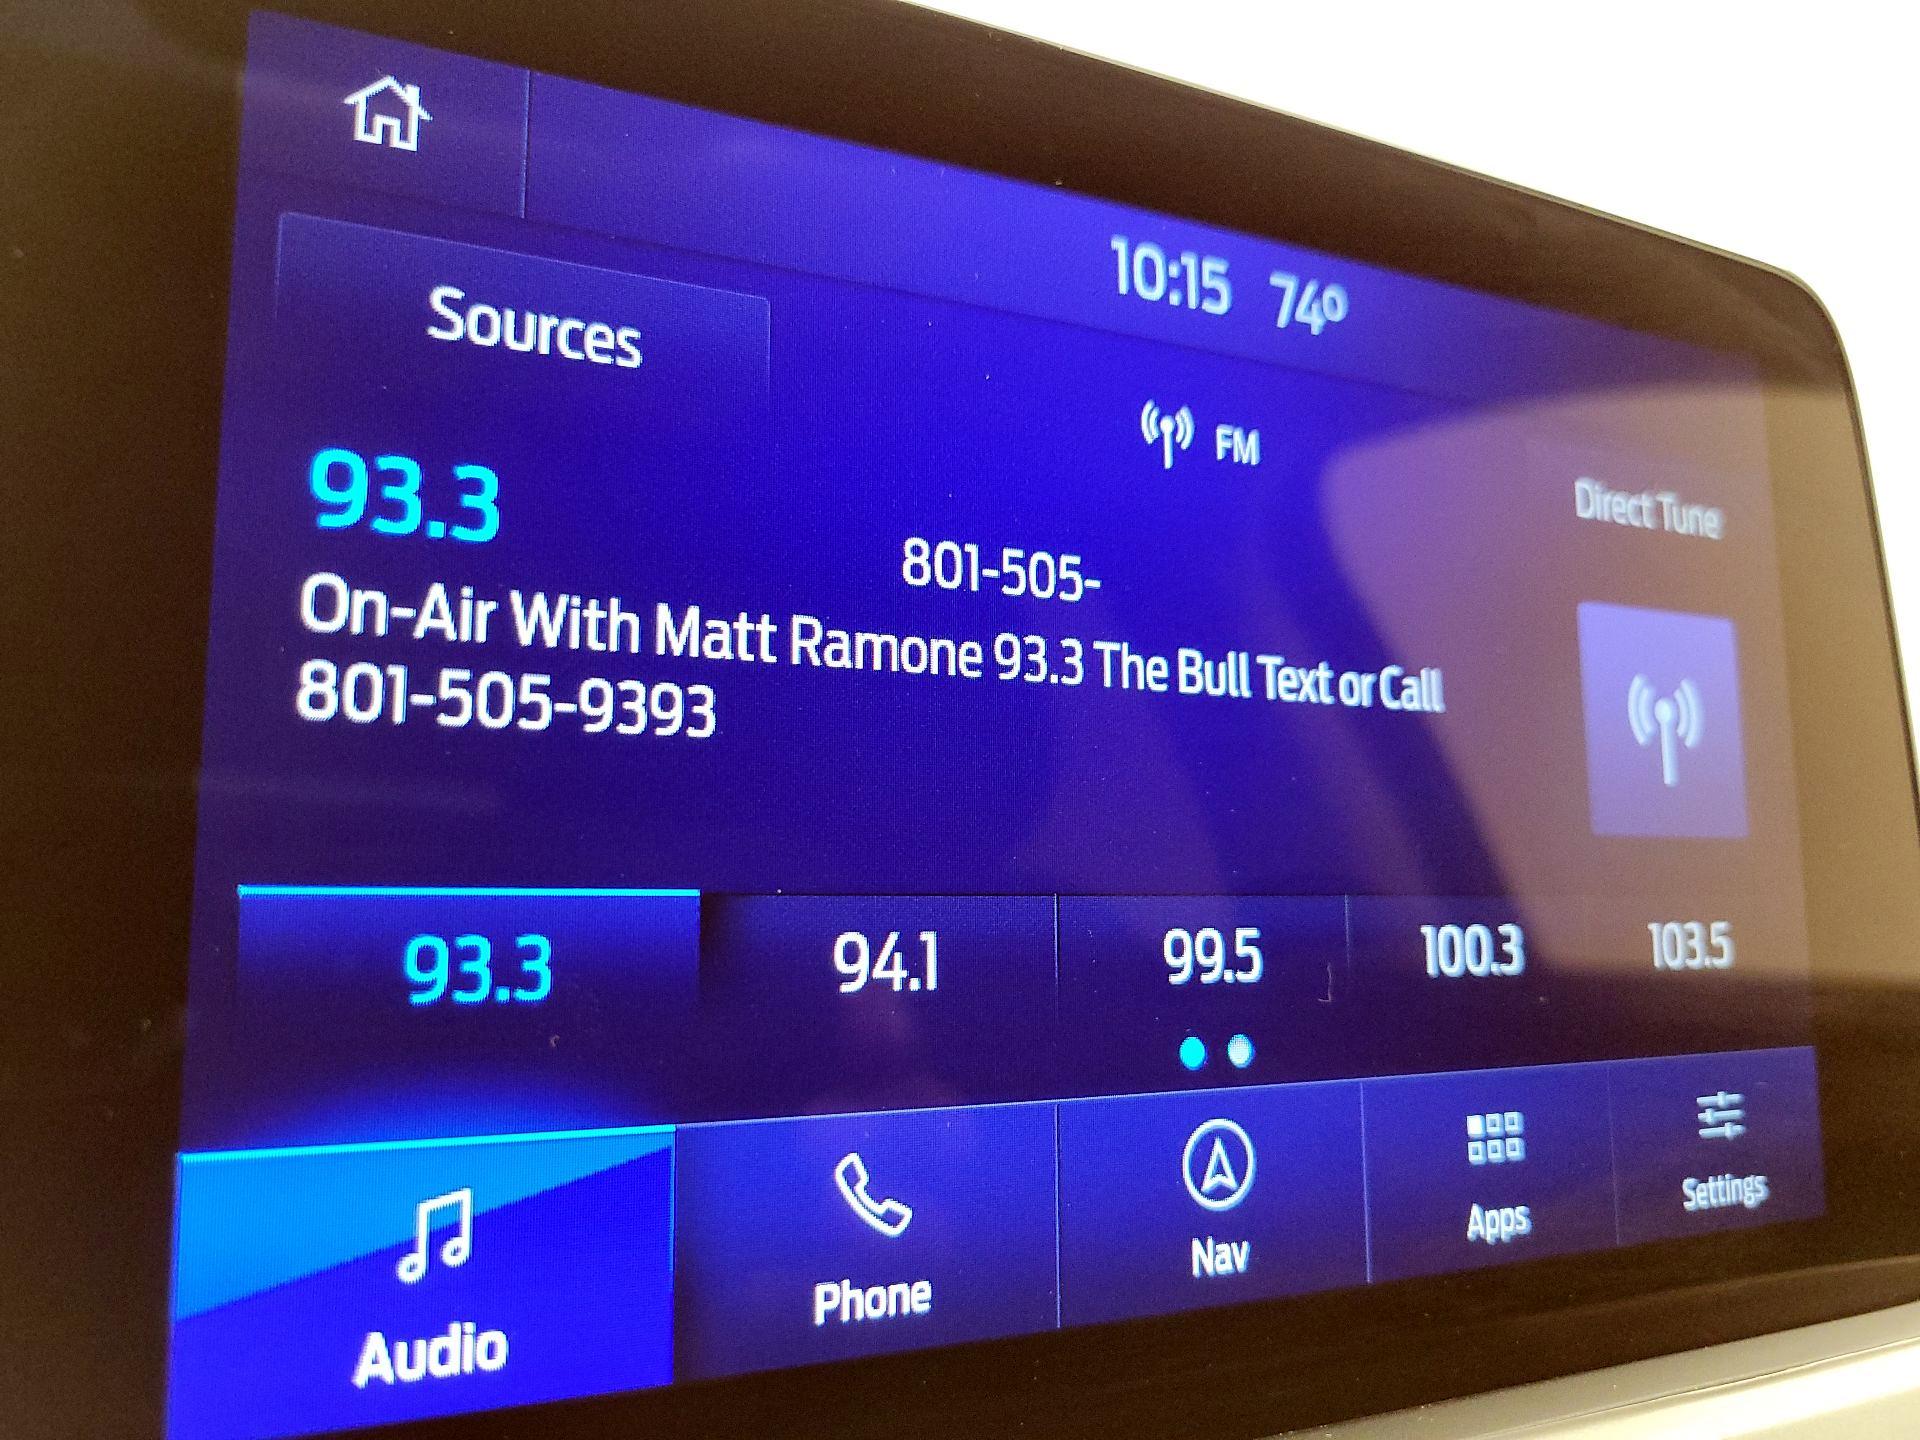 10:15 74°
Sources
FM
Direct Tune
93.3
801-505-
On-Air With Matt Ramone 93.3 The Bull Text or Call
801-505-9393
93.3 94.1 99.5 100.3 103.5
Audio Phone Nav Apps Settings